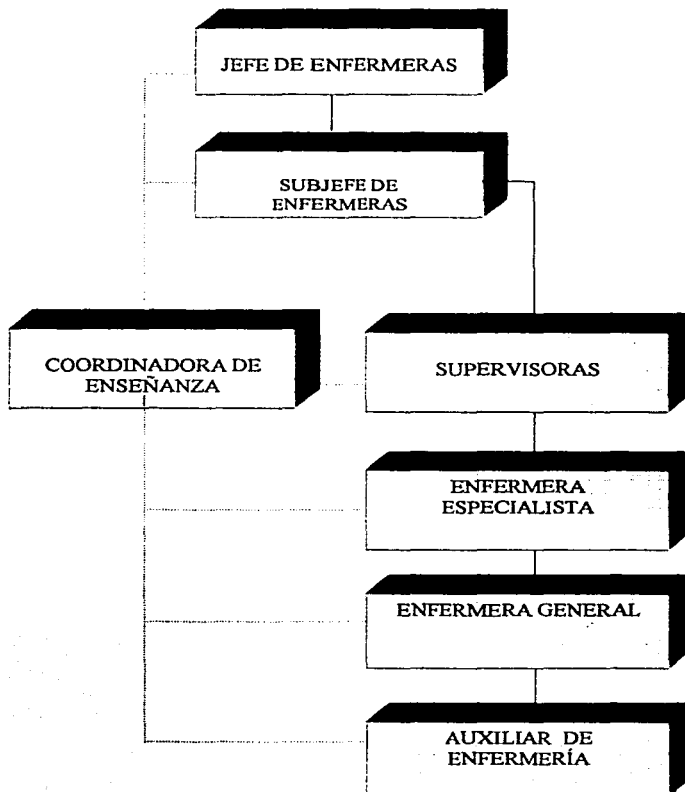 JEFE DE ENFERMERAS
SUBJEFE DE
ENFERMERAS
COORDINADORA DE
ENSEÑANZA
SUPERVISORAS
ENFERMERA
ESPECIALISTA
ENFERMERA GENERAL
AUXILIAR DE
ENFERMERÍA